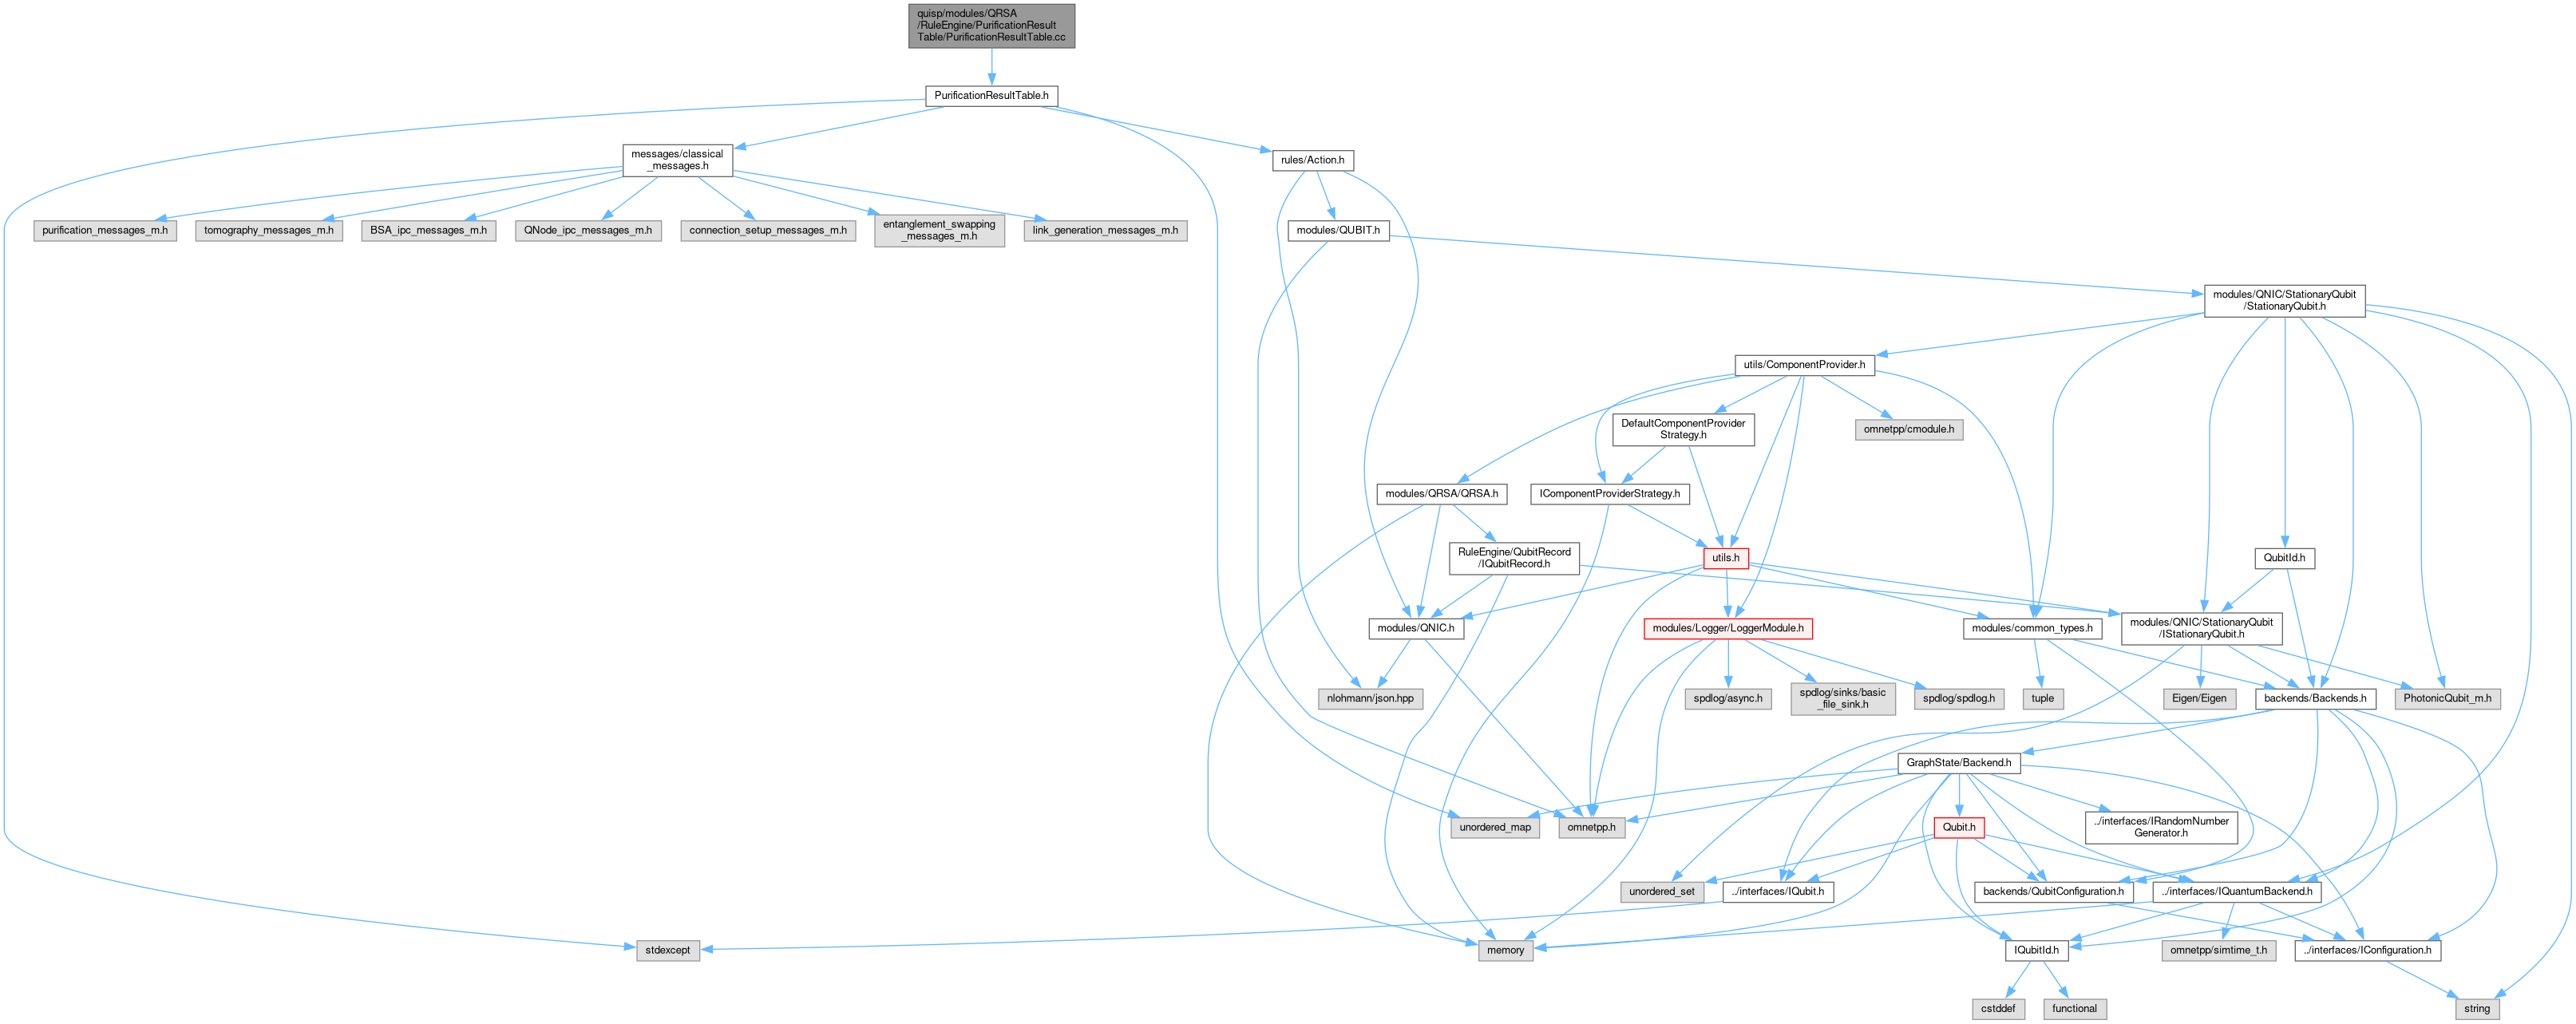 quisp/modules/QRSA
/RuleEngine/PurificationResult
Table/PurificationResultTable.cc
PurificationResultTable.h
messages/classical
_messages.h
rules/Action.h
purification_messages_m.h
tomography_messages_m.h
BSA_ipc_messages_m.h
QNode_ipc_messages_m.h
connection_setup_messages_m.h
entanglement_swapping
_messages_m.h
link_generation_messages_m.h
modules/QUBIT.h
modules/QNIC/StationaryQubit
/StationaryQubit.h
utils/ComponentProvider.h
DefaultComponentProvider
Strategy.h
omnetpp/cmodule.h
modules/QRSA/QRSA.h
IComponentProviderStrategy.h
RuleEngine/QubitRecord
/IQubitRecord.h
utils.h
QubitId.h
modules/QNIC.h
modules/Logger/LoggerModule.h
modules/common_types.h
modules/QNIC/StationaryQubit
/IStationaryQubit.h
nlohmann/json.hpp
spdlog/async.h
spdlog/sinks/basic
_file_sink.h
spdlog/spdlog.h
tuple
Eigen/Eigen
backends/Backends.h
PhotonicQubit_m.h
GraphState/Backend.h
unordered_map
omnetpp.h
Qubit.h
../interfaces/IRandomNumber
Generator.h
unordered_set
../interfaces/IQubit.h
backends/QubitConfiguration.h
../interfaces/IQuantumBackend.h
stdexcept
memory
IQubitId.h
omnetpp/simtime_t.h
../interfaces/IConfiguration.h
cstddef
functional
string